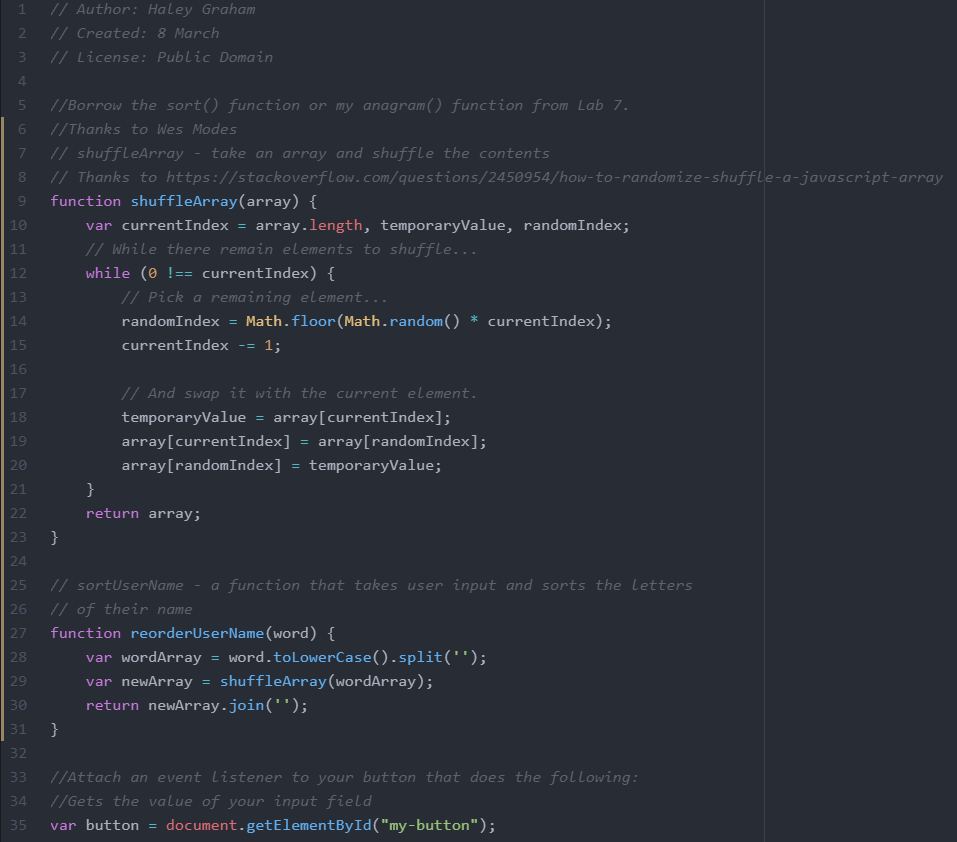 1 // Author: Haley Graham
2 // Created: 8 March
3 // License: Public Domain
4
5 //Borrow the sort() function or my anagram() function from Lab 7.
6 //Thanks to Wes Modes
7 // shuffleArray - take an array and shuffle the contents
8 // Thanks to https://stackoverflow.com/questions/2450954/how-to-randomize-shuffle-a-javascript-array
9 function shuffleArray(array) {
10     var currentIndex = array.length, temporaryValue, randomIndex;
11     // While there remain elements to shuffle...
12     while (0 !== currentIndex) {
13         // Pick a remaining element...
14         randomIndex = Math.floor(Math.random() * currentIndex);
15         currentIndex -= 1;
16
17         // And swap it with the current element.
18         temporaryValue = array[currentIndex];
19         array[currentIndex] = array[randomIndex];
20         array[randomIndex] = temporaryValue;
21     }
22     return array;
23 }
24
25 // sortUserName - a function that takes user input and sorts the letters
26 // of their name
27 function reorderUserName(word) {
28     var wordArray = word.toLowerCase().split('');
29     var newArray = shuffleArray(wordArray);
30     return newArray.join('');
31 }
32
33 //Attach an event listener to your button that does the following:
34 //Gets the value of your input field
35 var button = document.getElementById("my-button");